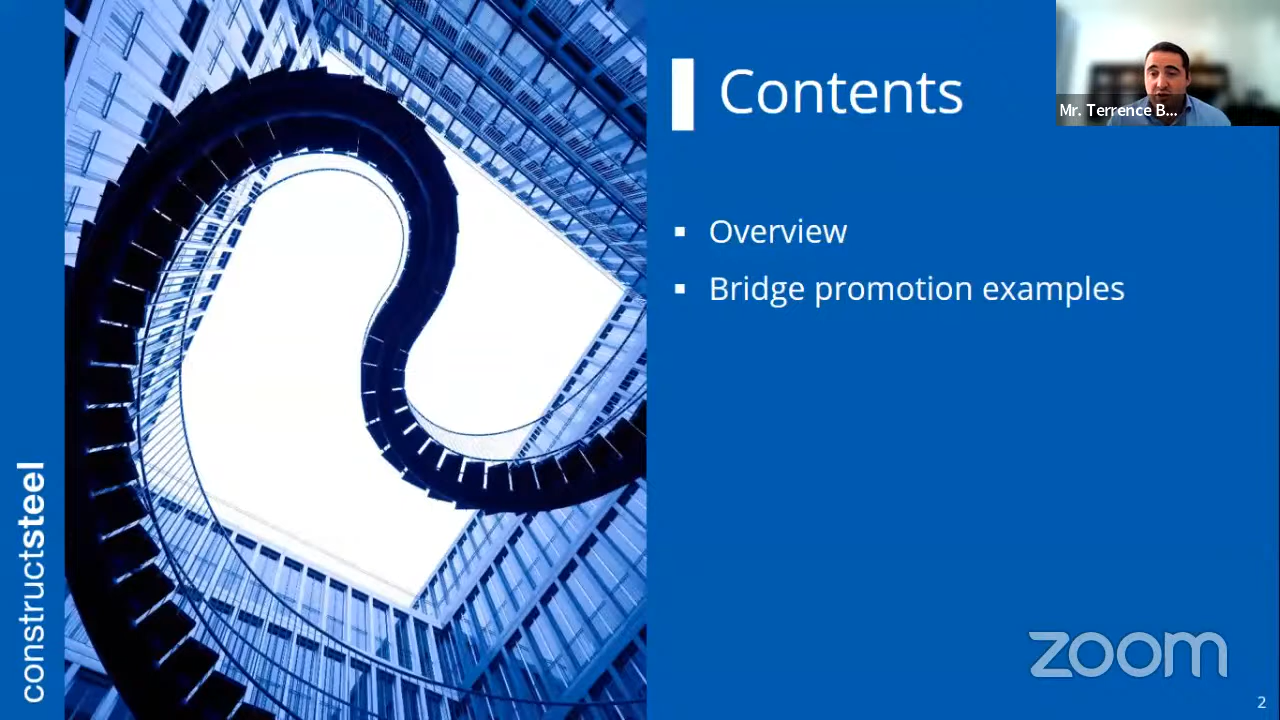 Contents
Mr. Terrence B...
Overview
Bridge promotion examples
constructsteel
zoom
2